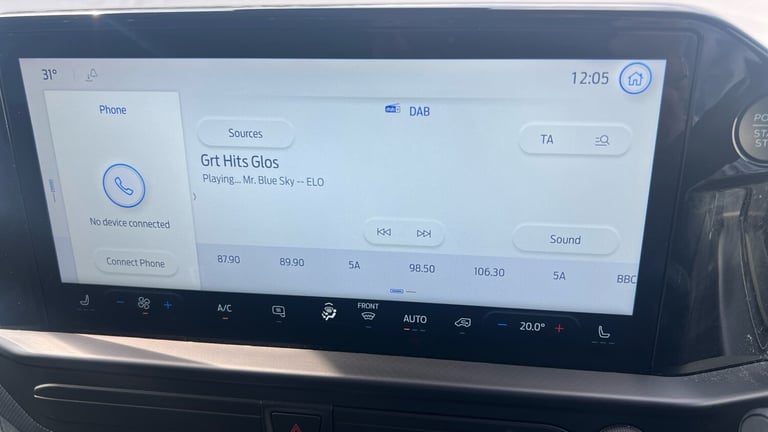 31°
12:05
Phone
DAB
Sources
TA
Grt Hits Glos
Playing... Mr. Blue Sky -- ELO
No device connected
Sound
Connect Phone
87.90 89.90 5A 98.50 106.30 5A BBC
A/C
FRONT
AUTO
− 20.0° +